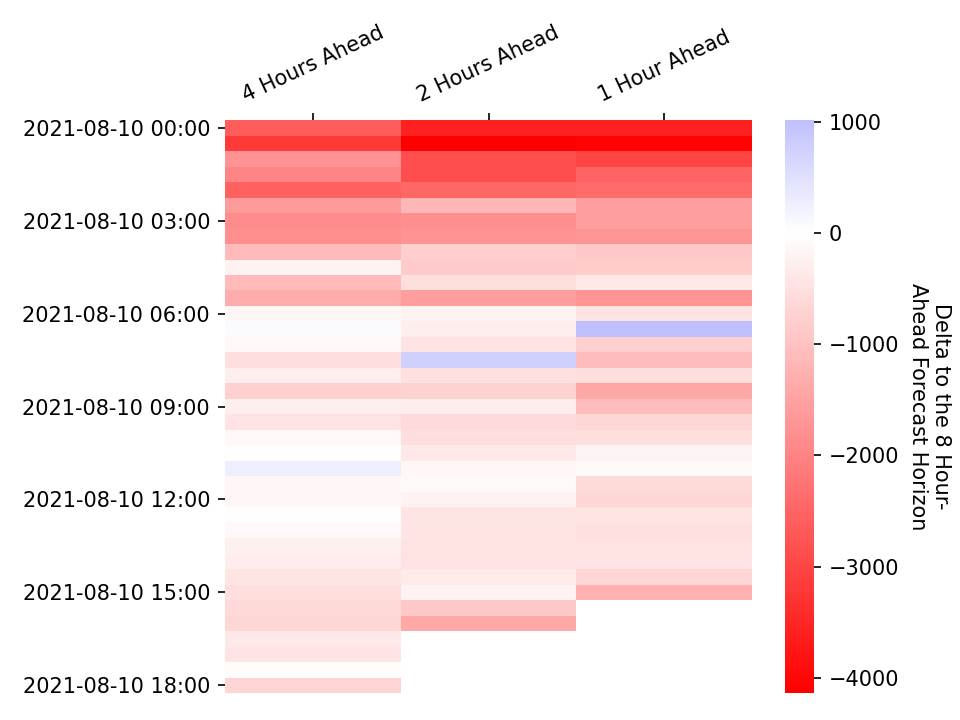 4 Hours Ahead
2 Hours Ahead
1 Hour Ahead
2021-08-10 00:00
2021-08-10 03:00
2021-08-10 06:00
2021-08-10 09:00
2021-08-10 12:00
2021-08-10 15:00
2021-08-10 18:00
1000
0
−1000
−2000
−3000
−4000
Delta to the 8 Hour-
Ahead Forecast Horizon